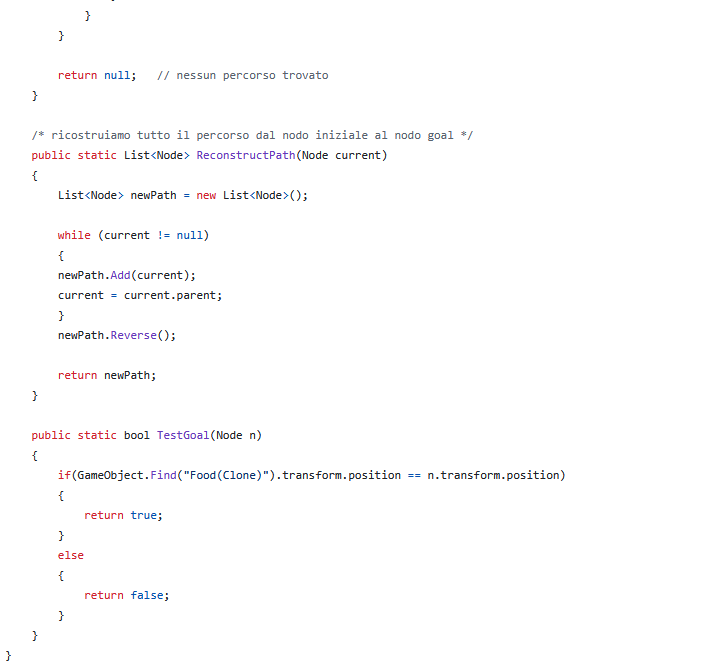 }
}
return null;   // nessun percorso trovato
}
/* ricostruiamo tutto il percorso dal nodo iniziale al nodo goal */
public static List<Node> ReconstructPath(Node current)
{
List<Node> newPath = new List<Node>();
while (current != null)
{
newPath.Add(current);
current = current.parent;
}
newPath.Reverse();
return newPath;
}
public static bool TestGoal(Node n)
{
if(GameObject.Find("Food(Clone)").transform.position == n.transform.position)
{
return true;
}
else
{
return false;
}
}
}